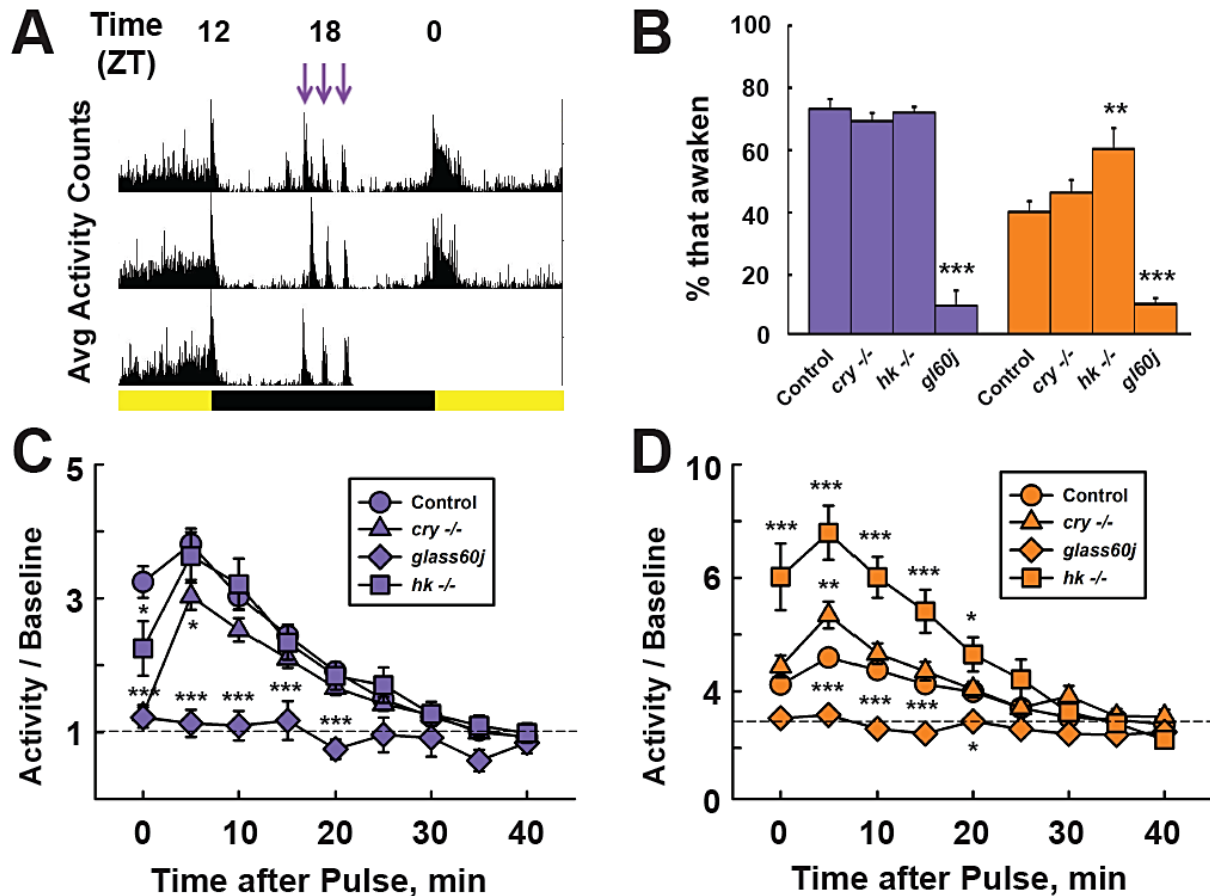 A
Time
(ZT)
12 18 0
Avg Activity Counts
B
% that awaken
80
60
40
20
0
**
***
***
Control
cry -/-
hk -/-
gl60j
Control
cry -/-
hk -/-
gl60j
C
Activity / Baseline
5
3
1
Control
cry -/-
glass60j
hk -/-
*
*
***
***
***
***
***
0 10 20 30 40
Time after Pulse, min
D
Activity / Baseline
10
6
4
0
Control
cry -/-
glass60j
hk -/-
***
***
***
***
*
**
***
***
***
*
0 10 20 30 40
Time after Pulse, min